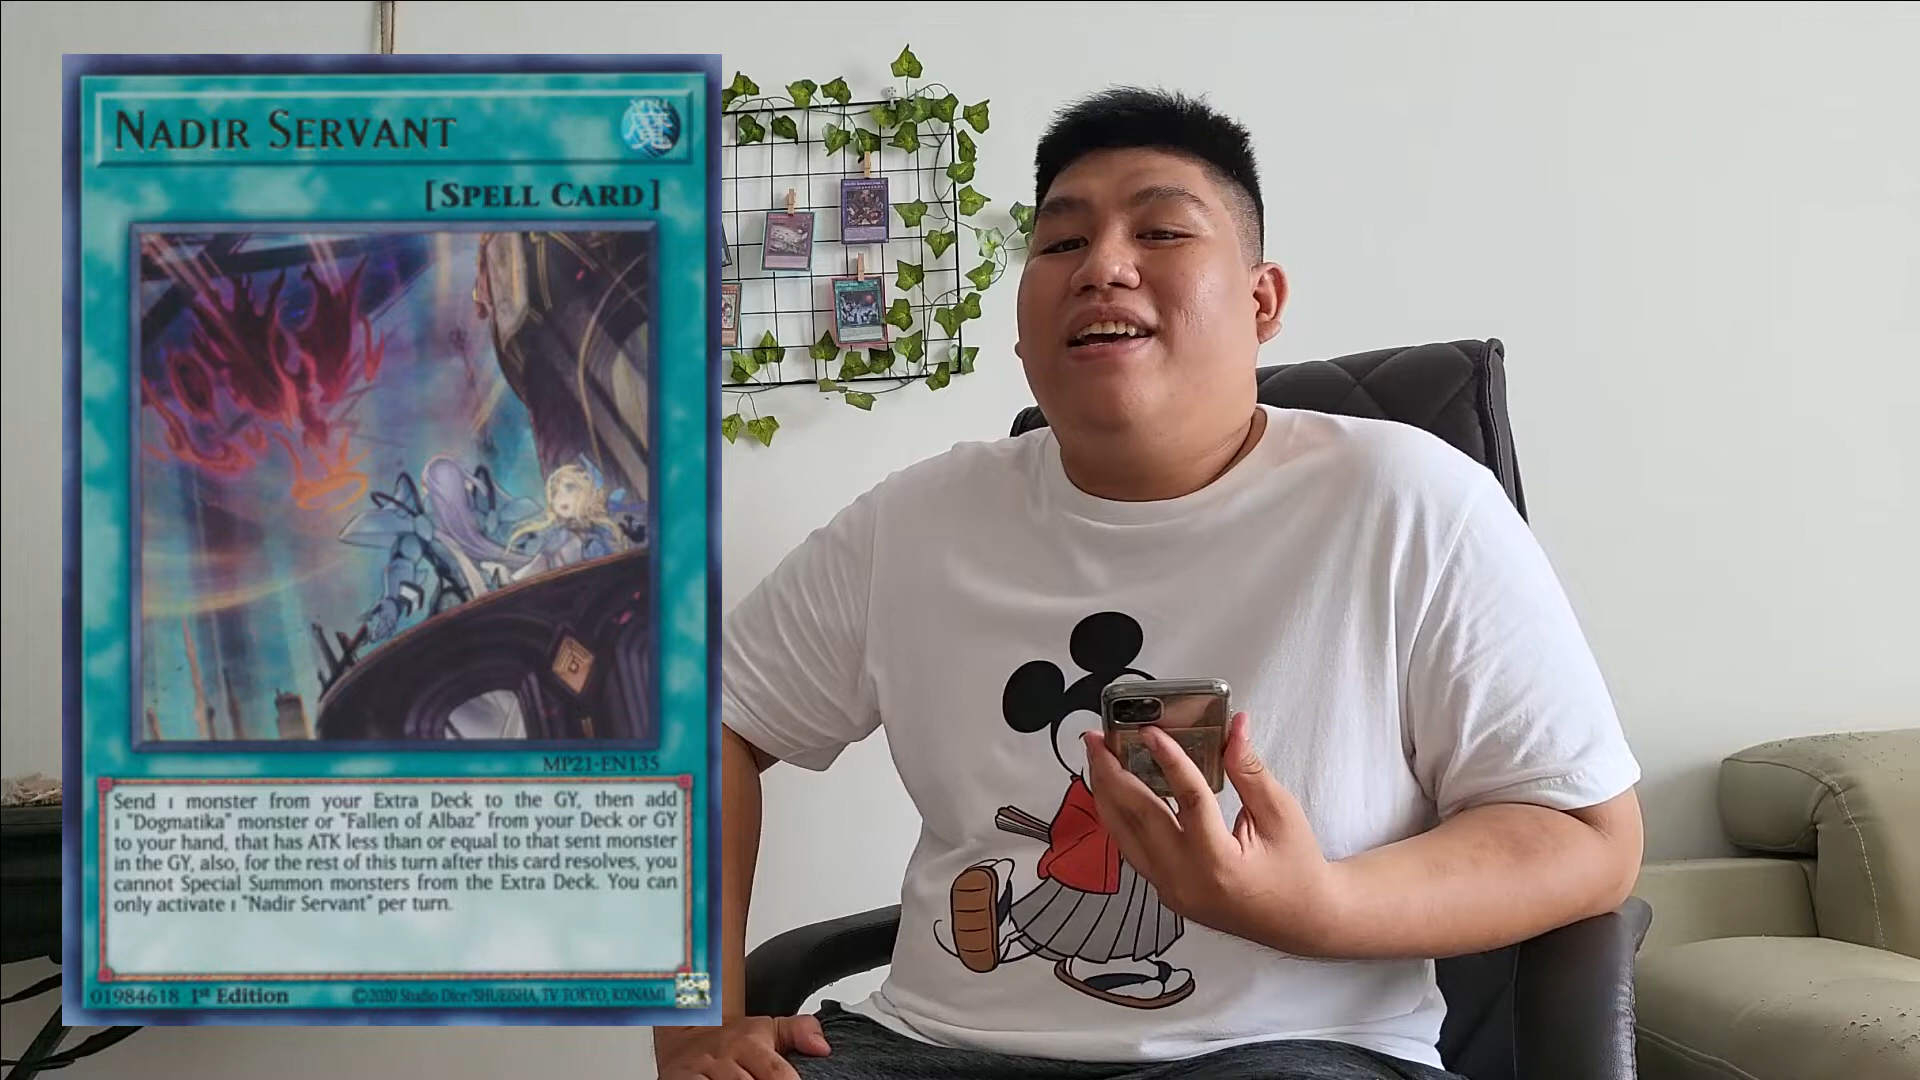 NADIR SERVANT
[SPELL CARD]
MP21-EN135
Send 1 monster from your Extra Deck to the GY, then add
1 "Dogmatika" monster or "Fallen of Albaz" from your Deck or GY
to your hand, that has ATK less than or equal to that sent monster
in the GY, also, for the rest of this turn after this card resolves, you
cannot Special Summon monsters from the Extra Deck. You can
only activate 1 "Nadir Servant" per turn.
01984618 1st Edition
©2020 Studio Dice/SHUEISHA, TV TOKYO, KONAMI